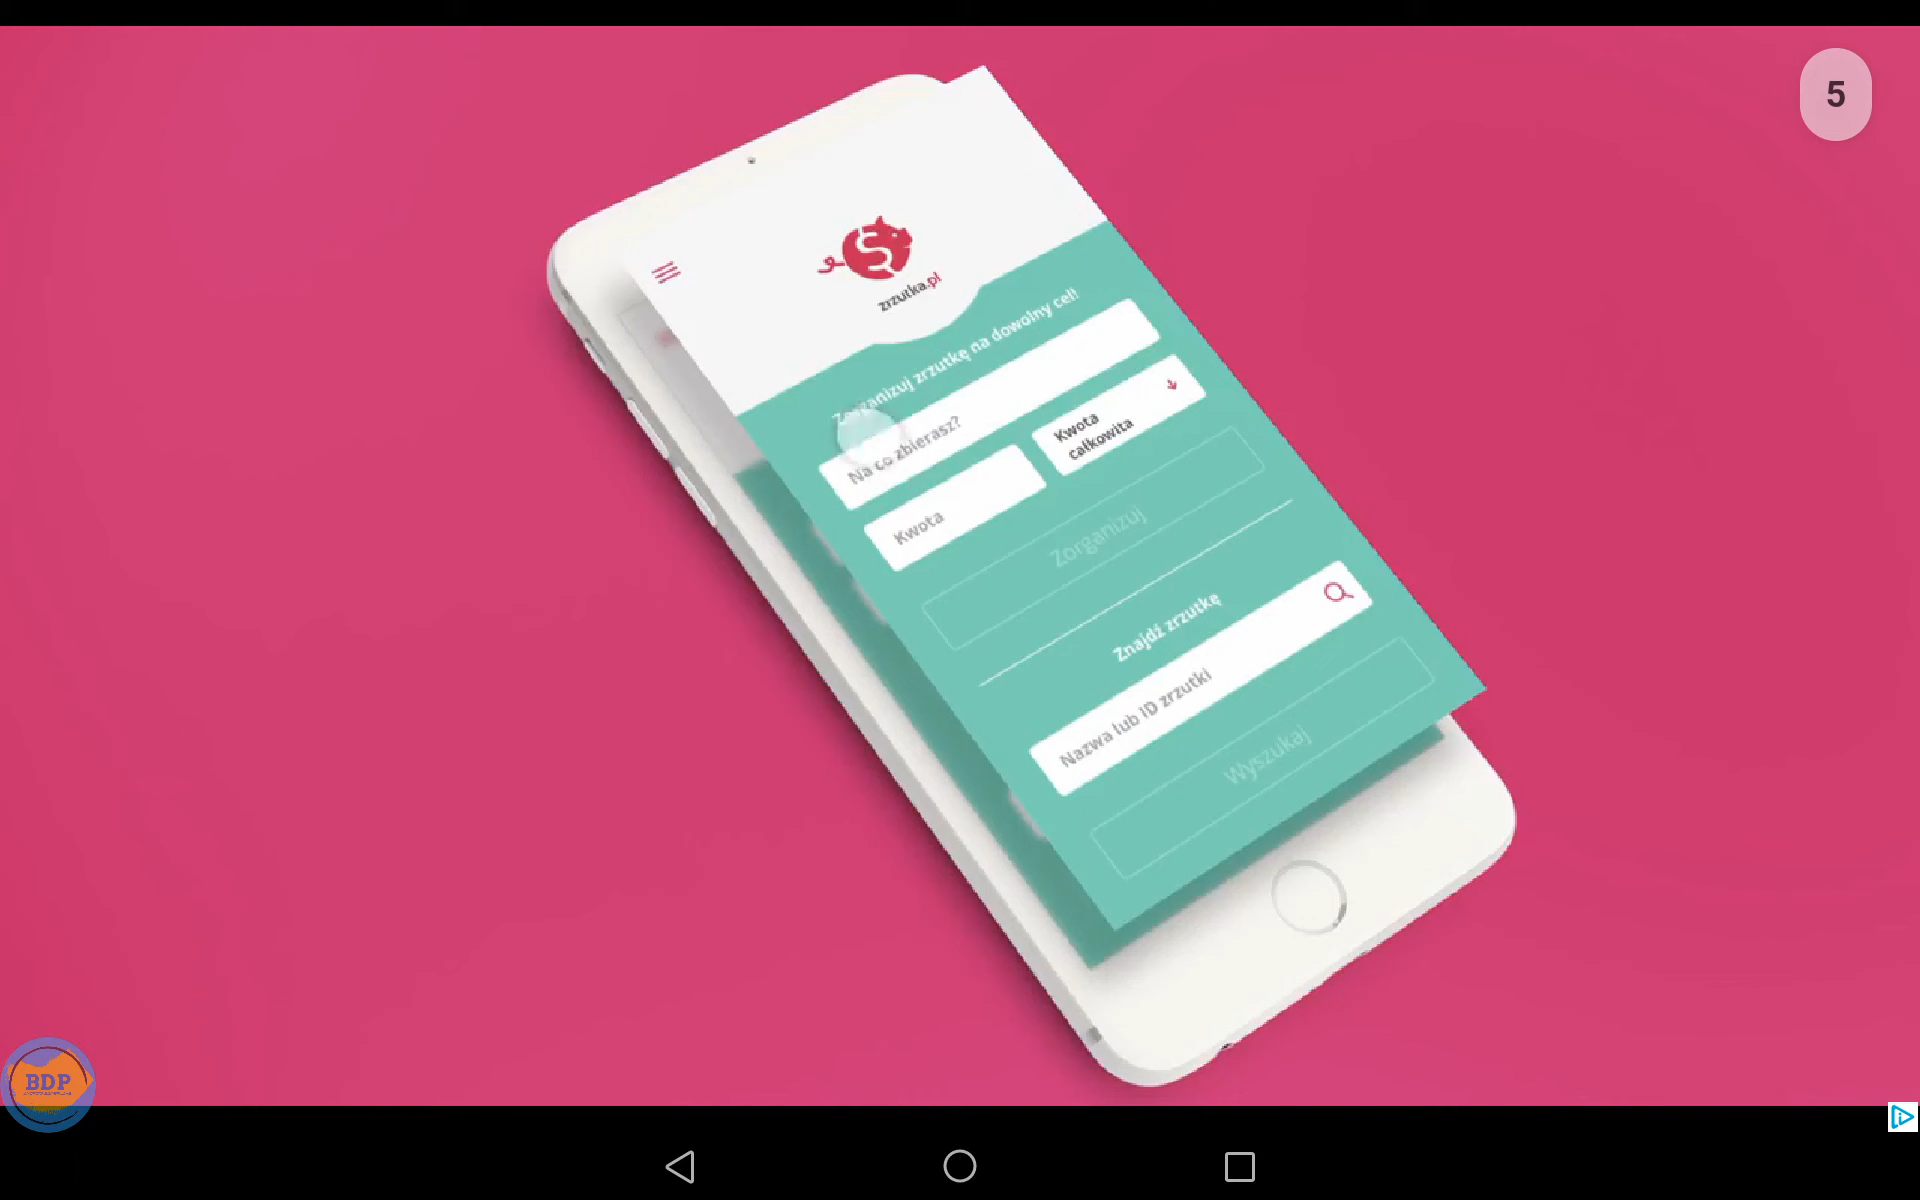 5
zrzutka.pl
Zorganizuj zrzutkę na dowolny cel!
Na co zbierasz?
Kwota
Kwota
całkowita
Zorganizuj
Znajdź zrzutkę
Nazwa lub ID zrzutki
Wyszukaj
BDP